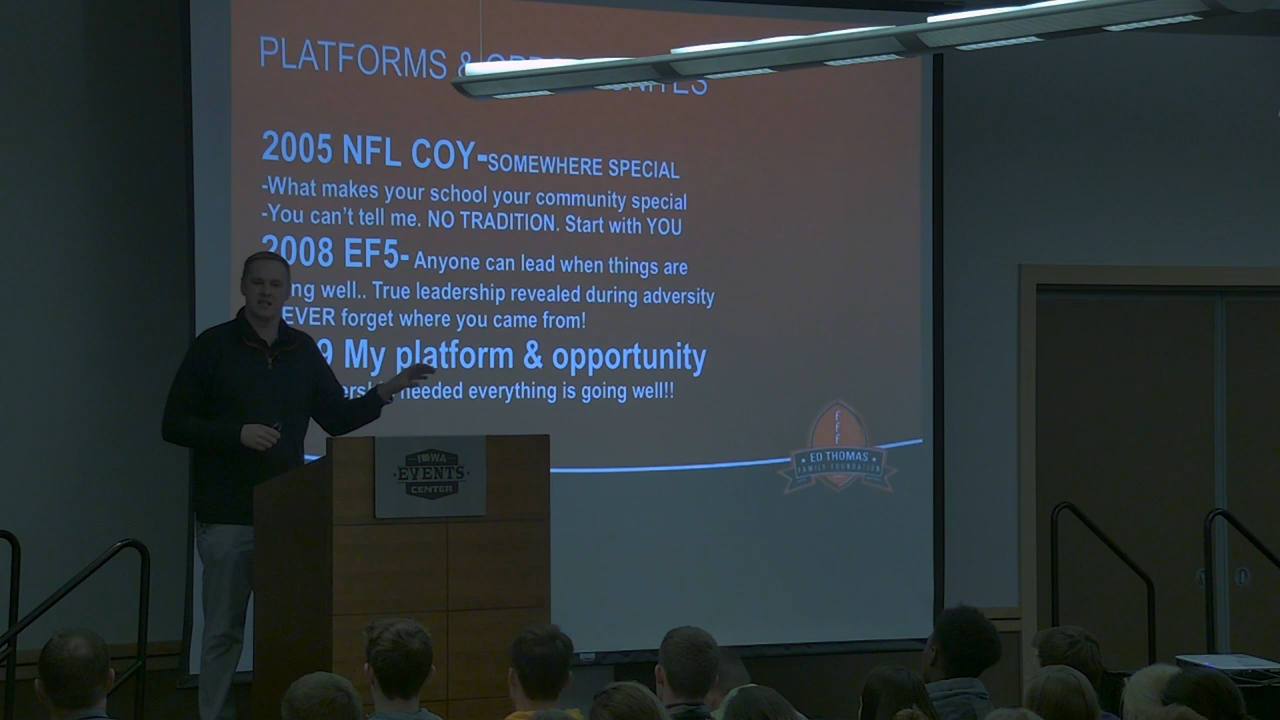 PLATFORMS &
2005 NFL COY-SOMEWHERE SPECIAL
-What makes your school your community special
-You can't tell me. NO TRADITION. Start with YOU
2008 EF5- Anyone can lead when things are
well.. True leadership revealed during adversity
forget where you came from!
My platform & opportunity
needed everything is going well!!
ED THOMAS
FAMILY FOUNDATION
IOWA
EVENTS
CENTER